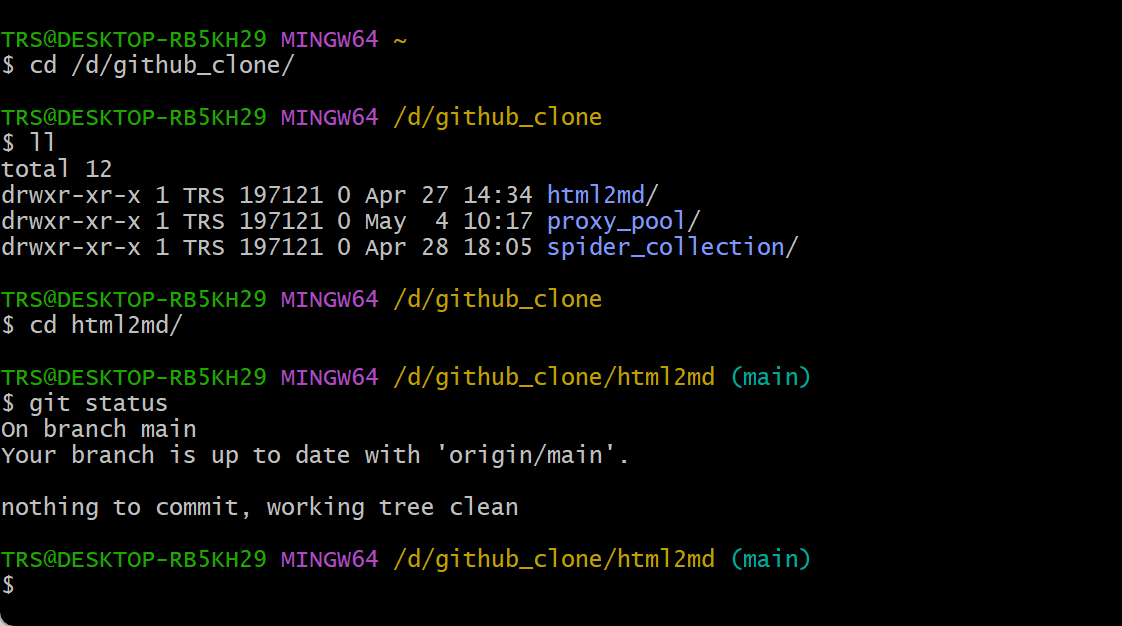 TRS@DESKTOP-RB5KH29 MINGW64 ~
$ cd /d/github_clone/
TRS@DESKTOP-RB5KH29 MINGW64 /d/github_clone
$ ll
total 12
drwxr-xr-x 1 TRS 197121 0 Apr 27 14:34 html2md/
drwxr-xr-x 1 TRS 197121 0 May  4 10:17 proxy_pool/
drwxr-xr-x 1 TRS 197121 0 Apr 28 18:05 spider_collection/
TRS@DESKTOP-RB5KH29 MINGW64 /d/github_clone
$ cd html2md/
TRS@DESKTOP-RB5KH29 MINGW64 /d/github_clone/html2md (main)
$ git status
On branch main
Your branch is up to date with 'origin/main'.
nothing to commit, working tree clean
TRS@DESKTOP-RB5KH29 MINGW64 /d/github_clone/html2md (main)
$